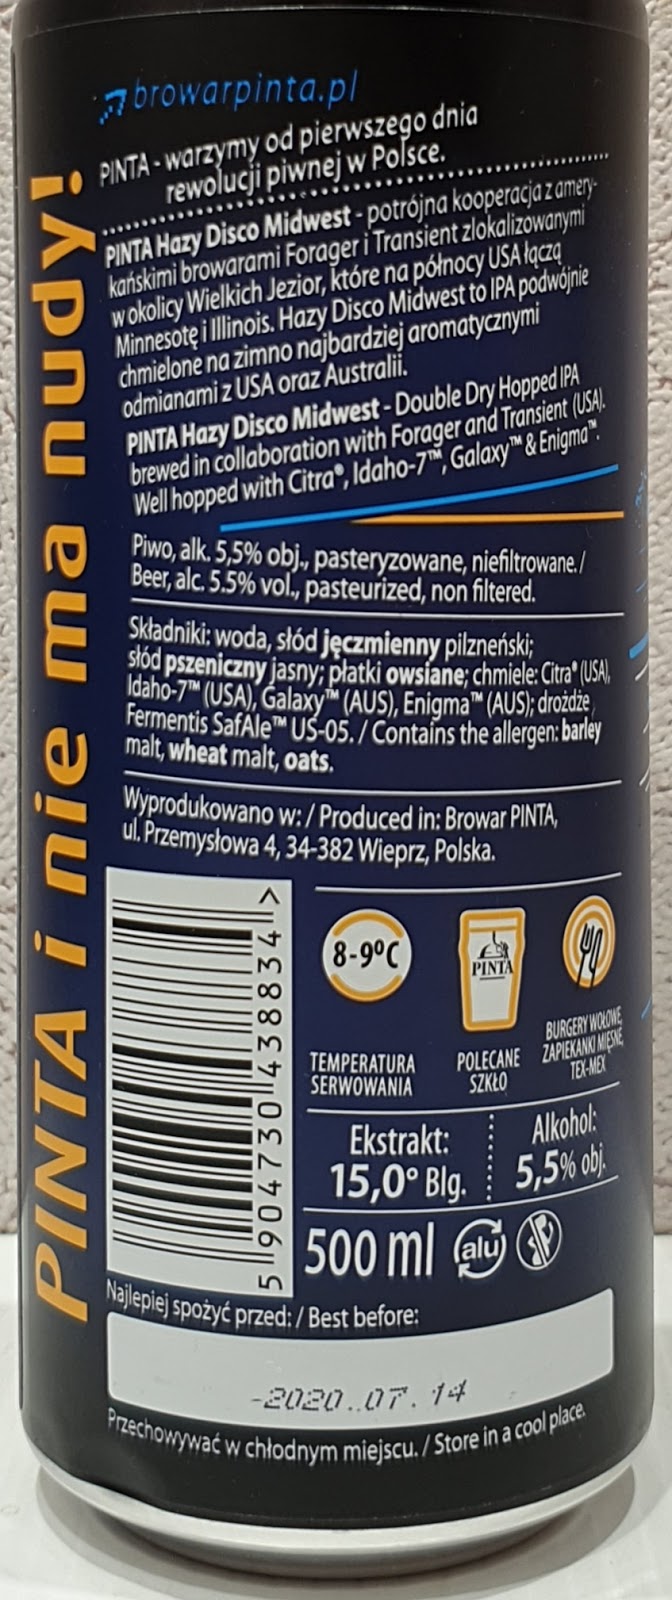 browarpinta.pl
PINTA - warzymy od pierwszego dnia
rewolucji piwnej w Polsce.
PINTA i nie ma nudy!
PINTA Hazy Disco Midwest - potrójna kooperacja z amery-
kańskimi browarami Forager i Transient zlokalizowanymi
w okolicy Wielkich Jezior, które na północy USA łączą
Minnesotę i Illinois. Hazy Disco Midwest to IPA podwójnie
chmielone na zimno najbardziej aromatycznymi
odmianami z USA oraz Australii.
PINTA Hazy Disco Midwest - Double Dry Hopped IPA
brewed in collaboration with Forager and Transient (USA).
Well hopped with Citra®, Idaho-7™, Galaxy™ & Enigma™.
Piwo, alk. 5,5% obj., pasteryzowane, niefiltrowane. /
Beer, alc. 5.5% vol., pasteurized, non filtered.
Składniki: woda, słód jęczmienny pilzneński;
słód pszeniczny jasny; płatki owsiane; chmiele: Citra® (USA),
Idaho-7™ (USA), Galaxy™ (AUS), Enigma™ (AUS); drożdże
Fermentis SafAle™ US-05. / Contains the allergen: barley
malt, wheat malt, oats.
Wyprodukowano w: / Produced in: Browar PINTA,
ul. Przemysłowa 4, 34-382 Wieprz, Polska.
5 904730 438834 >
8-9°C
TEMPERATURA
SERWOWANIA
PINTA
POLECANE
SZKŁO
BURGERY WOŁOWE,
ZAPIEKANKI MIĘSNE,
TEX-MEX
Ekstrakt:
15,0° Blg.
Alkohol:
5,5% obj.
500 ml
alu
Najlepiej spożyć przed: / Best before:
-2020..07.14
Przechowywać w chłodnym miejscu. / Store in a cool place.